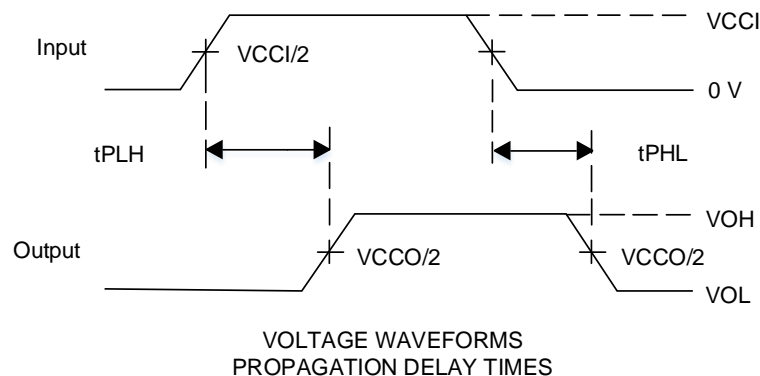 VCCI
Input
VCCI/2
0 V
tPLH
tPHL
VOH
Output
VCCO/2
VCCO/2
VOL
VOLTAGE WAVEFORMS
PROPAGATION DELAY TIMES